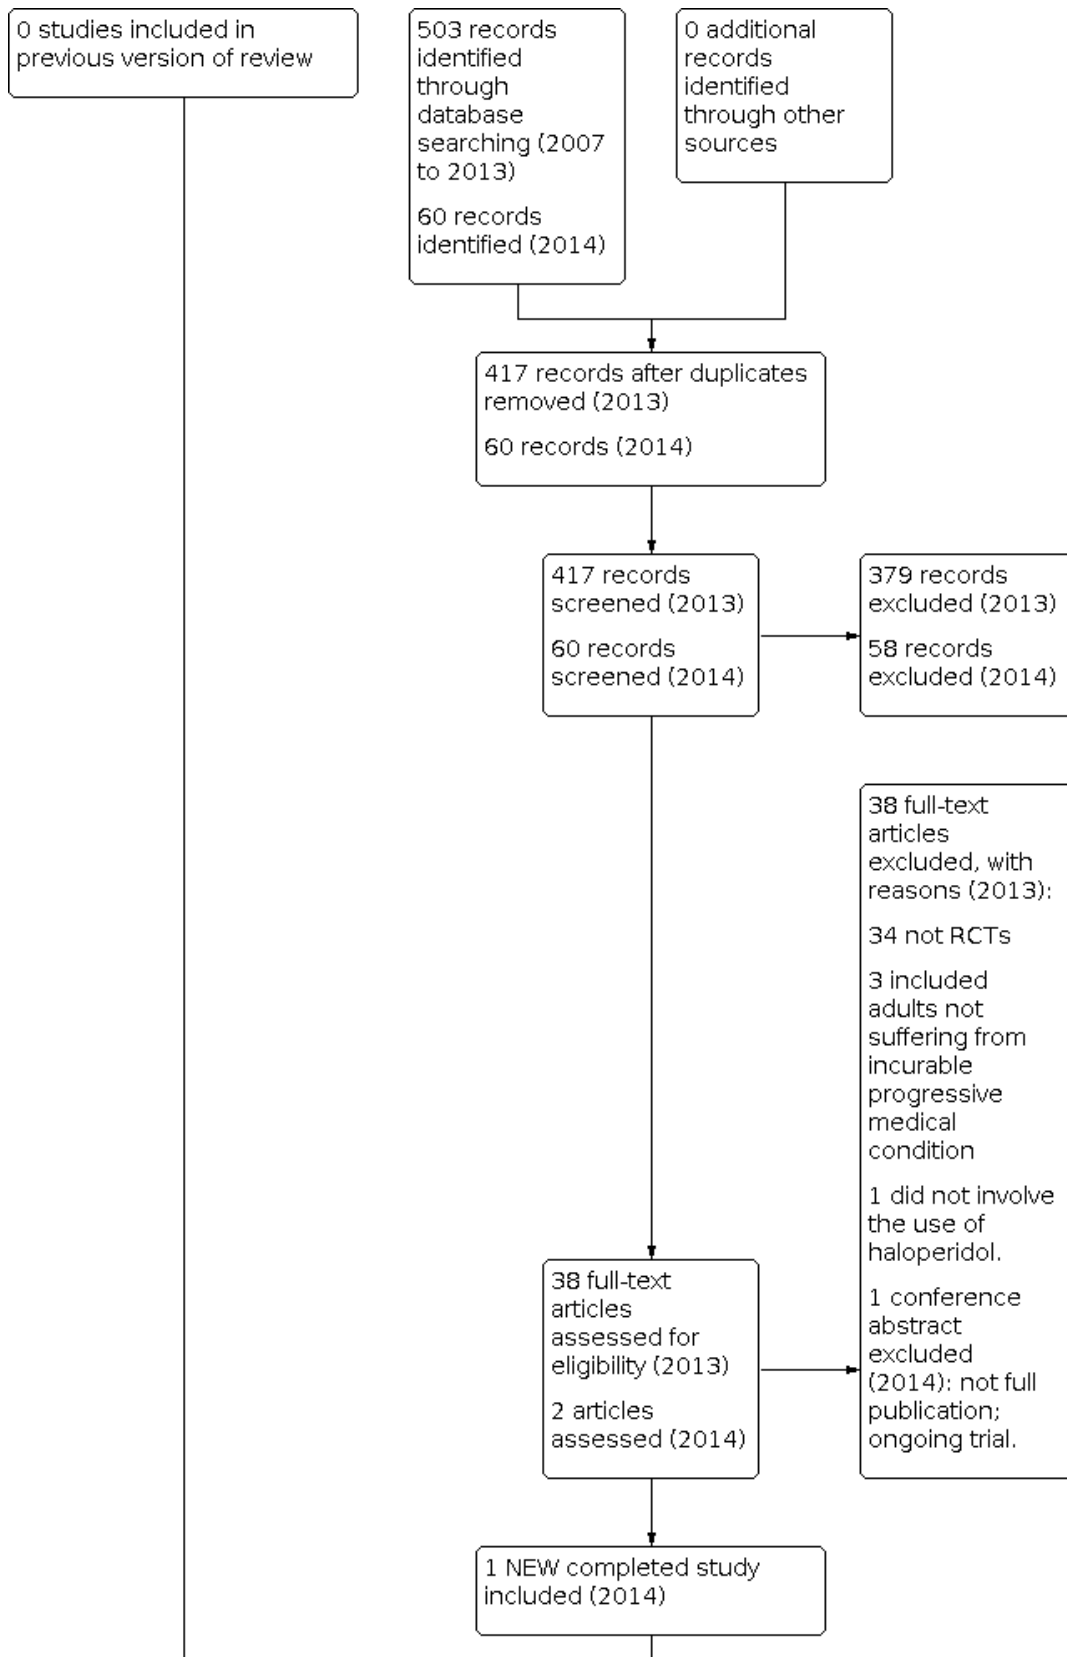 0 studies included in
previous version of review
503 records
identified
through
database
searching (2007
to 2013)
60 records
identified (2014)
0 additional
records
identified
through other
sources
417 records after duplicates
removed (2013)
60 records (2014)
417 records
screened (2013)
60 records
screened (2014)
379 records
excluded (2013)
58 records
excluded (2014)
38 full-text
articles
excluded, with
reasons (2013):
34 not RCTs
3 included
adults not
suffering from
incurable
progressive
medical
condition
1 did not involve
the use of
haloperidol.
1 conference
abstract
excluded
(2014): not full
publication;
ongoing trial.
38 full-text
articles
assessed for
eligibility (2013)
2 articles
assessed (2014)
1 NEW completed study
included (2014)